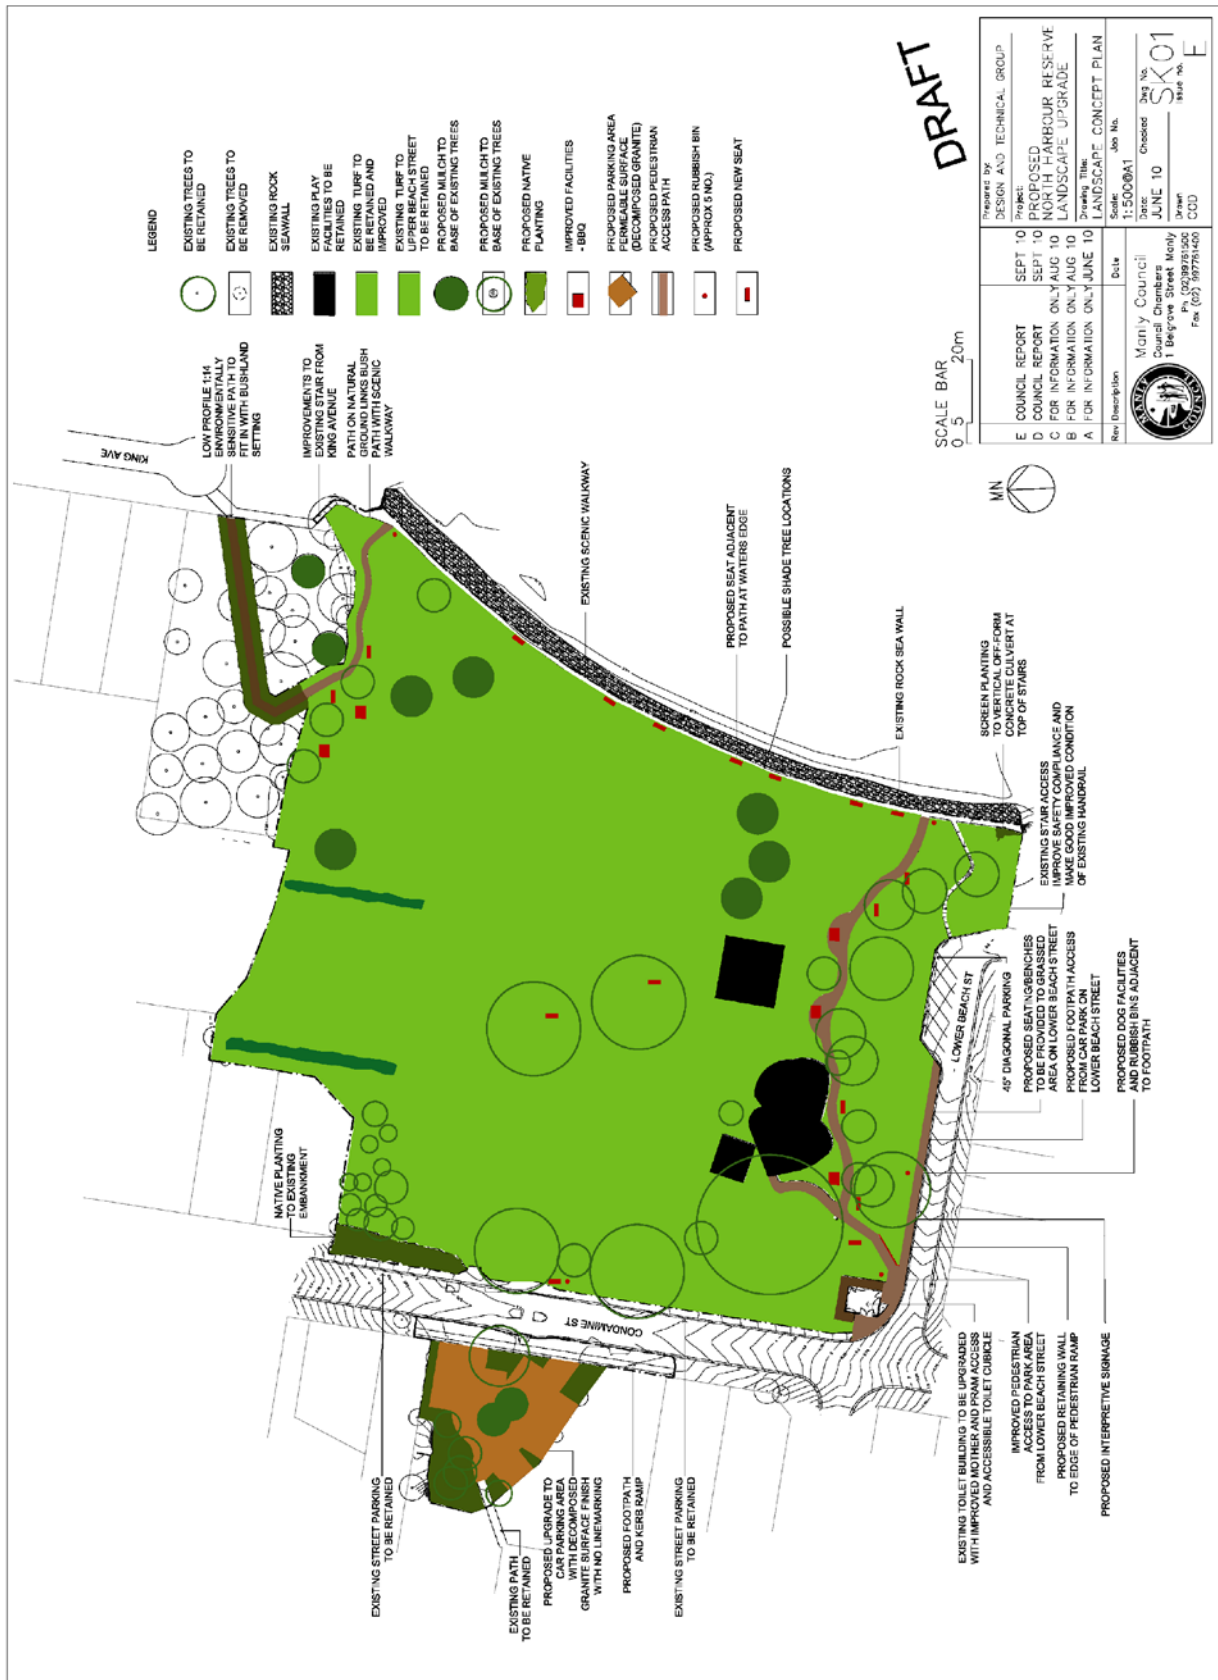 LEGEND
EXISTING TREES TO
BE RETAINED
EXISTING TREES TO
BE REMOVED
EXISTING ROCK
SEAWALL
EXISTING PLAY
FACILITIES TO BE
RETAINED
EXISTING TURF TO
BE RETAINED AND
IMPROVED
EXISTING TURF TO
UPPER BEACH STREET
TO BE RETAINED
PROPOSED MULCH TO
BASE OF EXISTING TREES
PROPOSED MULCH TO
BASE OF EXISTING TREES
PROPOSED NATIVE
PLANTING
IMPROVED FACILITIES
- BBQ
PROPOSED PARKING AREA
PERMEABLE SURFACE
(DECOMPOSED GRANITE)
PROPOSED PEDESTRIAN
ACCESS PATH
PROPOSED RUBBISH BIN
(APPROX 5 NO.)
PROPOSED NEW SEAT
DRAFT
KING AVE
LOW PROFILE 1:14
ENVIRONMENTALLY
SENSITIVE PATH TO
FIT IN WITH BUSHLAND
SETTING
IMPROVEMENTS TO
EXISTING STAIR FROM
KING AVENUE
PATH ON NATURAL
GROUND LINKS BUSH
PATH WITH SCENIC
WALKWAY
EXISTING SCENIC WALKWAY
PROPOSED SEAT ADJACENT
TO PATH AT WATERS EDGE
POSSIBLE SHADE TREE LOCATIONS
EXISTING ROCK SEA WALL
SCREEN PLANTING
TO VERTICAL OFF-FORM
CONCRETE CULVERT AT
TOP OF STAIRS
EXISTING STAIR ACCESS
IMPROVE SAFETY COMPLIANCE AND
MAKE GOOD IMPROVED CONDITION
OF EXISTING HANDRAIL
LOWER BEACH ST
45° DIAGONAL PARKING
PROPOSED SEATING/BENCHES
TO BE PROVIDED TO GRASSED
AREA ON LOWER BEACH STREET
PROPOSED FOOTPATH ACCESS
FROM CAR PARK ON
LOWER BEACH STREET
PROPOSED DOG FACILITIES
AND RUBBISH BINS ADJACENT
TO FOOTPATH
NATIVE PLANTING
TO EXISTING
EMBANKMENT
CONDAMINE ST
EXISTING STREET PARKING
TO BE RETAINED
EXISTING PATH
TO BE RETAINED
PROPOSED UPGRADE TO
CAR PARKING AREA
WITH DECOMPOSED
GRANITE SURFACE FINISH
WITH NO LINEMARKING
PROPOSED FOOTPATH
AND KERB RAMP
EXISTING STREET PARKING
TO BE RETAINED
EXISTING TOILET BUILDING TO BE UPGRADED
WITH IMPROVED MOTHER AND PRAM ACCESS
AND ACCESSIBLE TOILET CUBICLE
IMPROVED PEDESTRIAN
ACCESS TO PARK AREA
FROM LOWER BEACH STREET
PROPOSED RETAINING WALL
TO EDGE OF PEDESTRIAN RAMP
PROPOSED INTERPRETIVE SIGNAGE
MN
SCALE BAR
0 5 20m
E COUNCIL REPORT SEPT 10
D COUNCIL REPORT SEPT 10
C FOR INFORMATION ONLY AUG 10
B FOR INFORMATION ONLY AUG 10
A FOR INFORMATION ONLY JUNE 10
Rev Description Date
MANLY COUNCIL
Manly Council
Council Chambers
1 Belgrave Street Manly
Ph (02)99761500
Fax (02) 997761400
Prepared by:
DESIGN AND TECHNICAL GROUP
Project:
PROPOSED
NORTH HARBOUR RESERVE
LANDSCAPE UPGRADE
Drawing Title:
LANDSCAPE CONCEPT PLAN
Scale: Job No.
1:500@A1
Date: Checked Dwg No.
JUNE 10 SK01
Drawn Issue no.
COD E